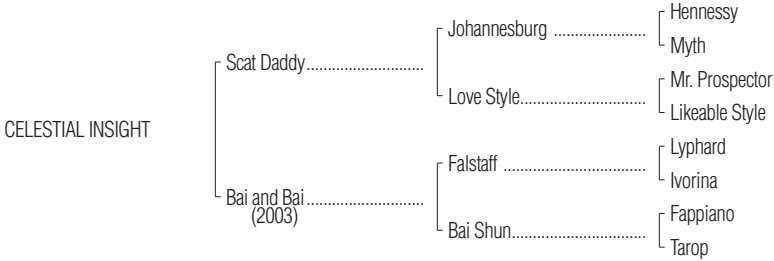 Hennessy
Johannesburg ......................
Myth
Scat Daddy............................
Mr. Prospector
Love Style..............................
Likeable Style
CELESTIAL INSIGHT
Lyphard
Falstaff ..................................
Ivorina
Bai and Bai............................
(2003)
Fappiano
Bai Shun................................
Tarop